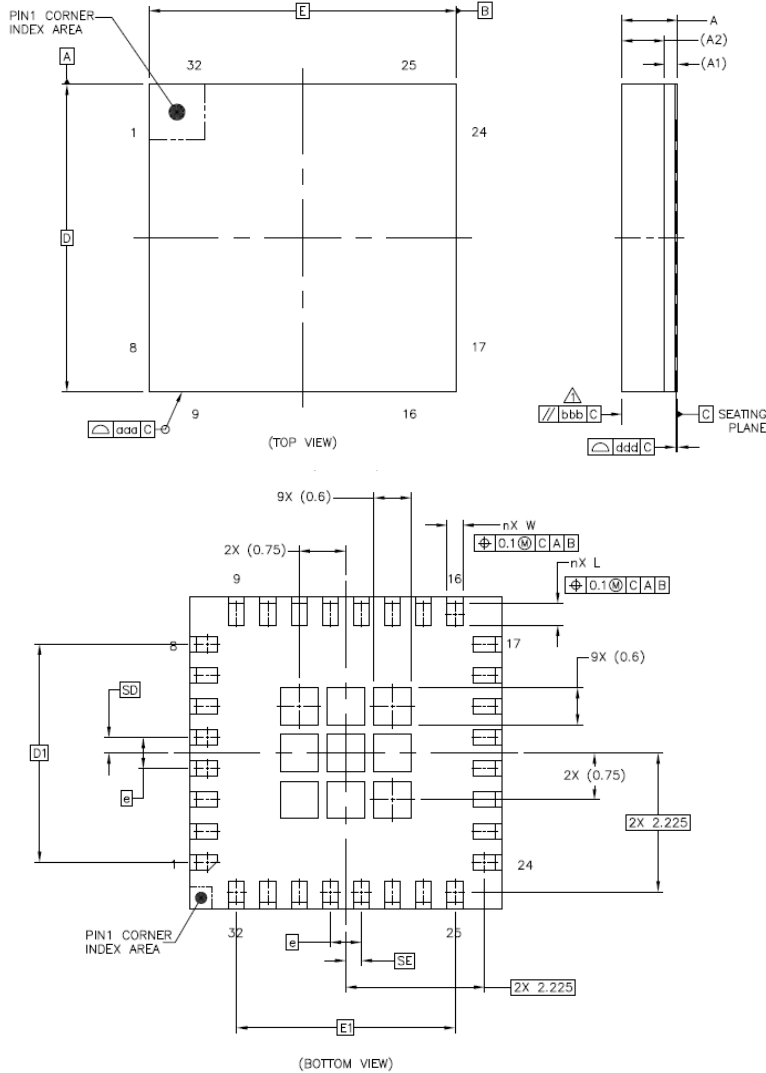 PIN1 CORNER
INDEX AREA
E
B
A
(A2)
(A1)
A
32
25
1
24
D
8
17
9
16
aaa C
(TOP VIEW)
1
// bbb C
C SEATING
PLANE
ddd C
9X (0.6)
nX W
0.1 Ⓜ C A B
2X (0.75)
nX L
0.1 Ⓜ C A B
9
16
8
17
9X (0.6)
SD
D1
e
2X (0.75)
2X 2.225
1
24
PIN1 CORNER
INDEX AREA
32
25
e
SE
2X 2.225
E1
(BOTTOM VIEW)